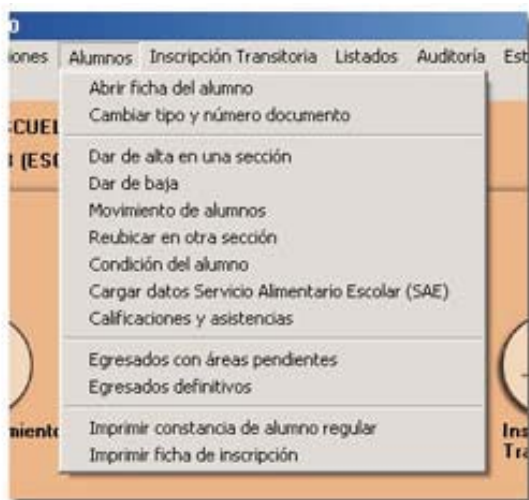 Alumnos Inscripción Transitoria Listados Auditoría
Abrir ficha del alumno
Cambiar tipo y número documento
Dar de alta en una sección
Dar de baja
Movimiento de alumnos
Reubicar en otra sección
Condición del alumno
Cargar datos Servicio Alimentario Escolar (SAE)
Calificaciones y asistencias
Egresados con áreas pendientes
Egresados definitivos
Imprimir constancia de alumno regular
Imprimir ficha de inscripción